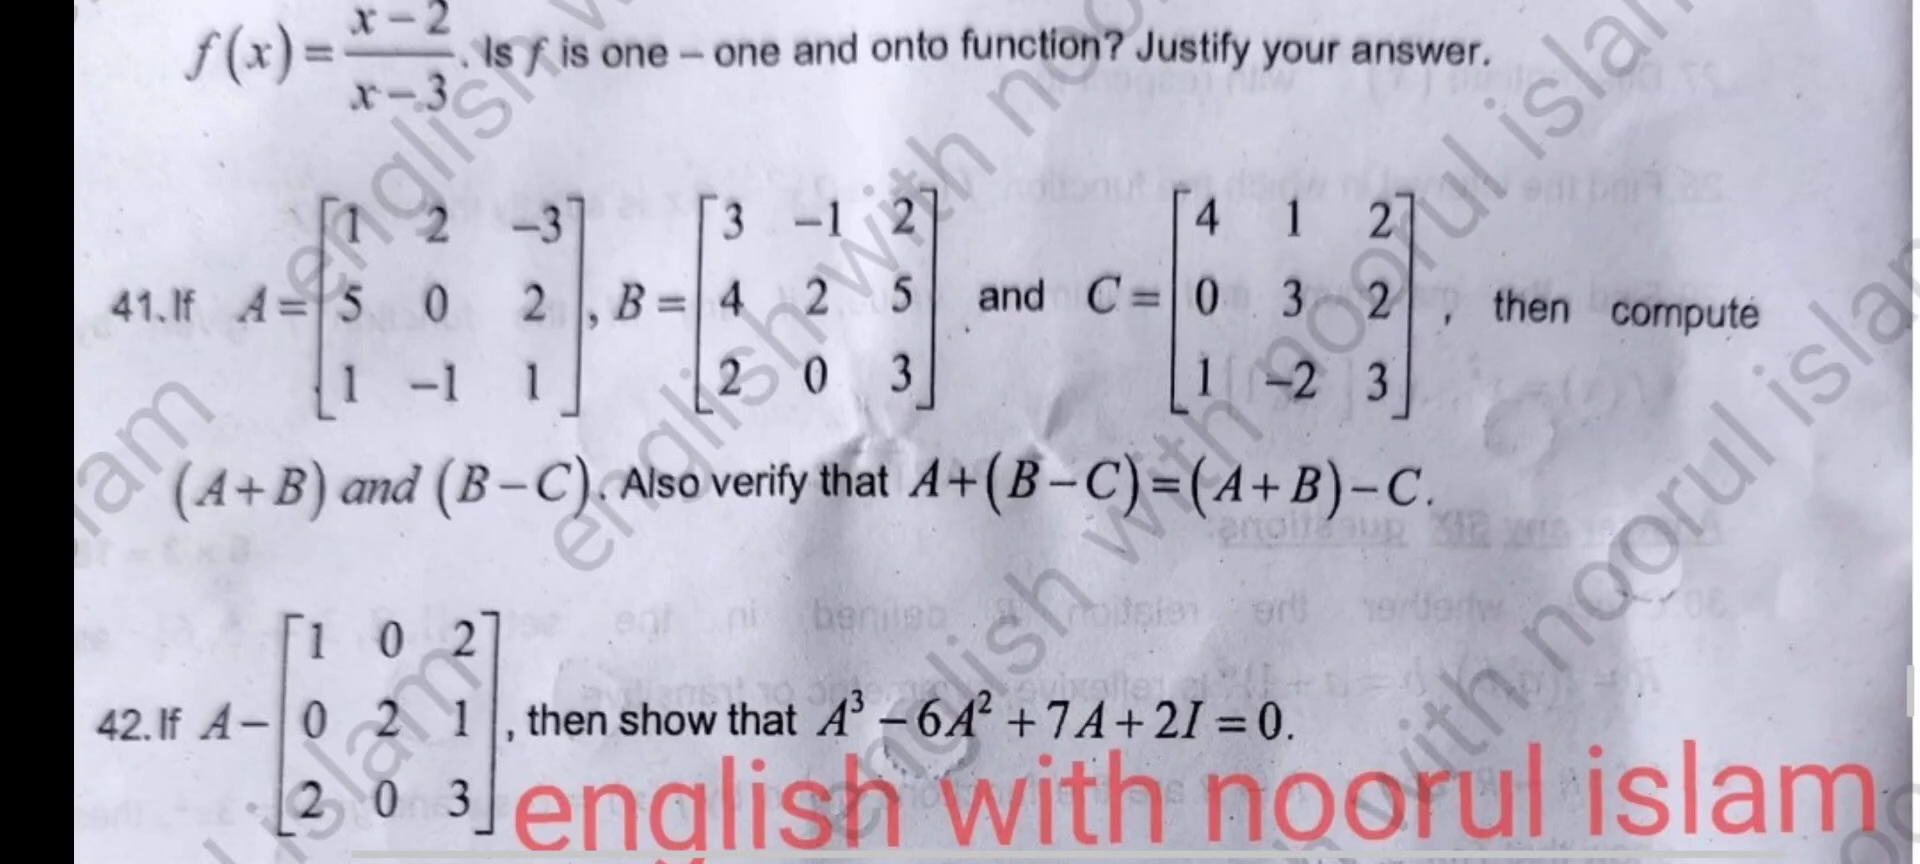 f(x)=x-2/x-3. Is f is one – one and onto function? Justify your answer.
41. If A=[1 2 -3; 5 0 2; 1 -1 1], B=[3 -1 2; 4 2 5; 2 0 3] and C=[4 1 2; 0 3 2; 1 -2 3], then compute
(A+B) and (B-C). Also verify that A+(B-C)=(A+B)-C.
42. If A-[1 0 2; 0 2 1; 2 0 3], then show that A³-6A²+7A+2I=0.
english with noorul islam